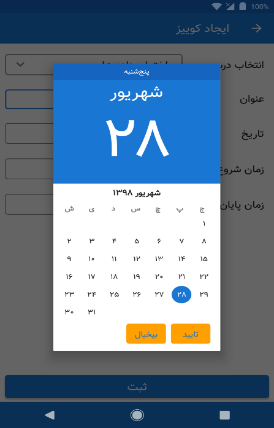 100%
ایجاد کوییز
انتخاب درس
عنوان
تاریخ
زمان شروع
زمان پایان
پنج‌شنبه
شهریور
۲۸
شهریور ۱۳۹۸
ج پ چ س د ی ش
۱
۸ ۷ ۶ ۵ ۴ ۳ ۲
۱۵ ۱۴ ۱۳ ۱۲ ۱۱ ۱۰ ۹
۲۲ ۲۱ ۲۰ ۱۹ ۱۸ ۱۷ ۱۶
۲۹ ۲۸ ۲۷ ۲۶ ۲۵ ۲۴ ۲۳
۳۱ ۳۰
تایید
بیخیال
ثبت